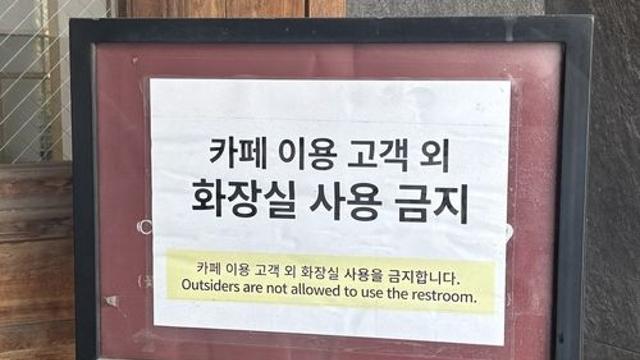 카페 이용 고객 외
화장실 사용 금지
카페 이용 고객 외 화장실 사용을 금지합니다.
Outsiders are not allowed to use the restroom.